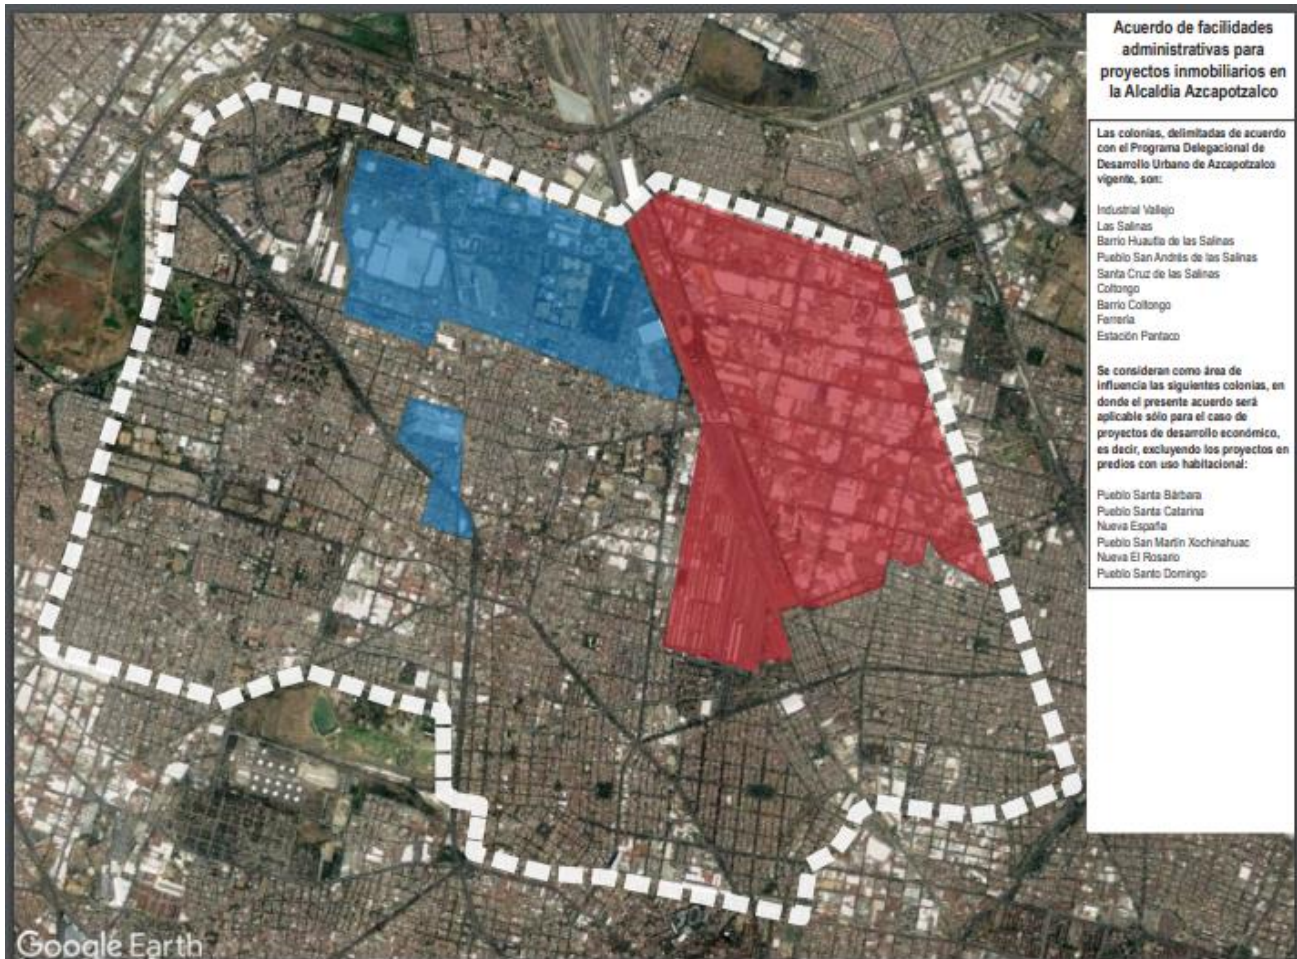 Acuerdo de facilidades
administrativas para
proyectos inmobiliarios en
la Alcaldía Azcapotzalco
Las colonias, delimitadas de acuerdo
con el Programa Delegacional de
Desarrollo Urbano de Azcapotzalco
vigente, son:
Industrial Vallejo
Las Salinas
Barrio Huautla de las Salinas
Pueblo San Andrés de las Salinas
Santa Cruz de las Salinas
Coltongo
Barrio Coltongo
Ferrería
Estación Pantaco
Se consideran como área de
influencia las siguientes colonias, en
donde el presente acuerdo será
aplicable sólo para el caso de
proyectos de desarrollo económico,
es decir, excluyendo los proyectos en
predios con uso habitacional:
Pueblo Santa Bárbara
Pueblo Santa Catarina
Nueva España
Pueblo San Martín Xochinahuac
Nueva El Rosario
Pueblo Santo Domingo
Google Earth